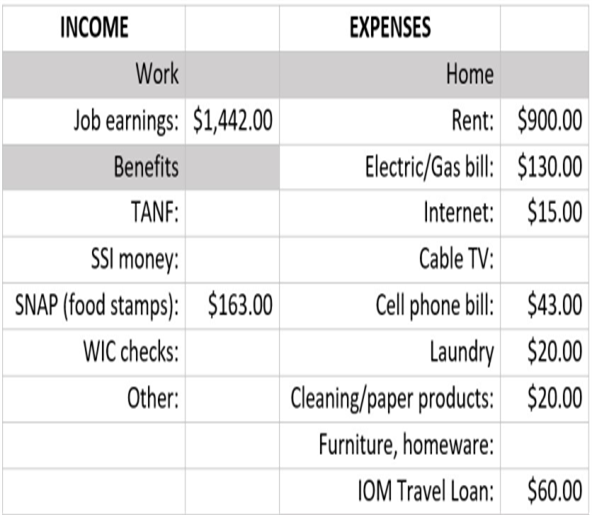 INCOME EXPENSES
Work Home
Job earnings: $1,442.00 Rent: $900.00
Benefits Electric/Gas bill: $130.00
TANF: Internet: $15.00
SSI money: Cable TV:
SNAP (food stamps): $163.00 Cell phone bill: $43.00
WIC checks: Laundry $20.00
Other: Cleaning/paper products: $20.00
Furniture, homeware:
IOM Travel Loan: $60.00